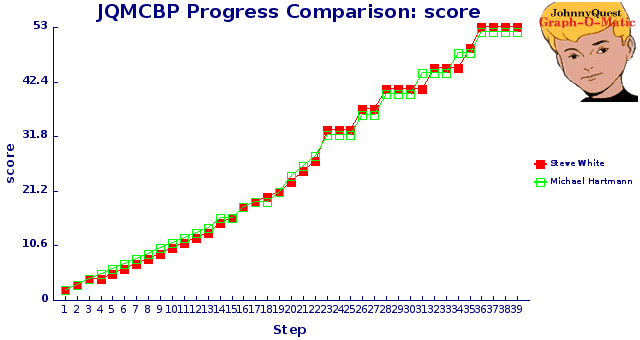 JQMCBP Progress Comparison: score
JohnnyQuest
Graph-O-Matic
53
42.4
31.8
21.2
10.6
0
score
1 2 3 4 5 6 7 8 9 10 11 12 13 14 15 16 17 18 19 20 21 22 23 24 25 26 27 28 29 30 31 32 33 34 35 36 37 38 39
Step
Steve White
Michael Hartmann